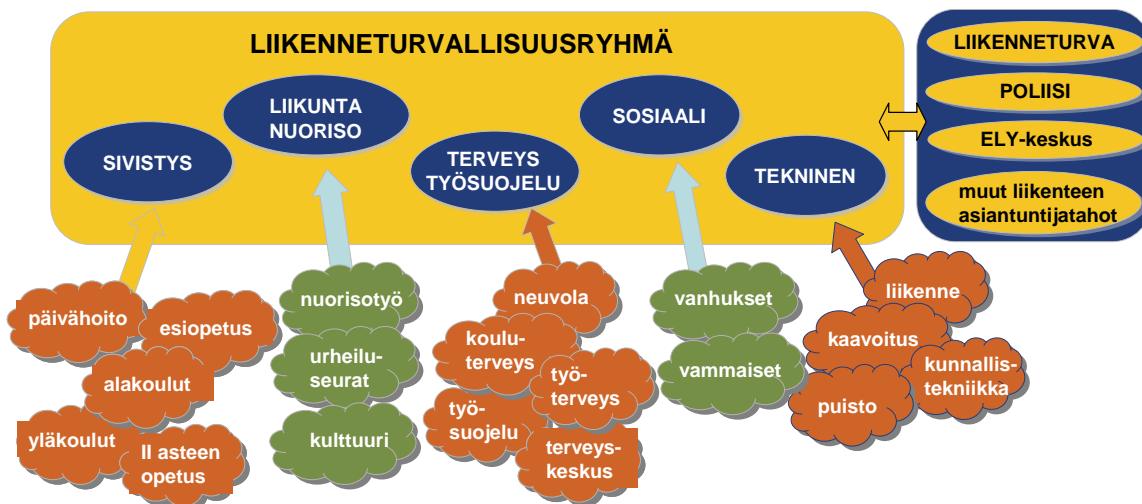 LIIKENNETURVALLISUUSRYHMÄ
SIVISTYS
LIIKUNTA
NUORISO
TERVEYS
TYÖSUOJELU
SOSIAALI
TEKNINEN
LIIKENNETURVA
POLIISI
ELY-keskus
muut liikenteen
asiantuntijatahot
päivähoito
esiopetus
alakoulut
yläkoulut
II asteen
opetus
nuorisotyö
urheilu-
seurat
kulttuuri
neuvola
koulu-
terveys
työ-
terveys
työ-
suojelu
terveys-
keskus
vanhukset
vammaiset
liikenne
kaavoitus
kunnallis-
tekniikka
puisto